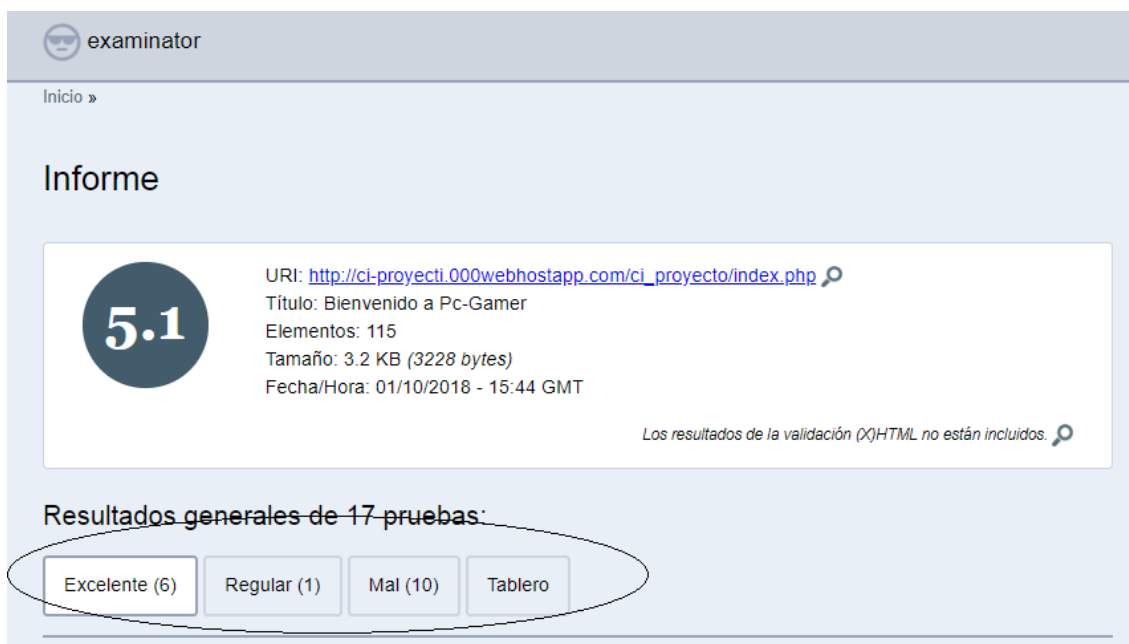 examinator
Inicio »
Informe
5.1
URI: http://ci-proyecti.000webhostapp.com/ci_proyecto/index.php
Título: Bienvenido a Pc-Gamer
Elementos: 115
Tamaño: 3.2 KB (3228 bytes)
Fecha/Hora: 01/10/2018 - 15:44 GMT
Los resultados de la validación (X)HTML no están incluidos.
Resultados generales de 17 pruebas:
Excelente (6) Regular (1) Mal (10) Tablero